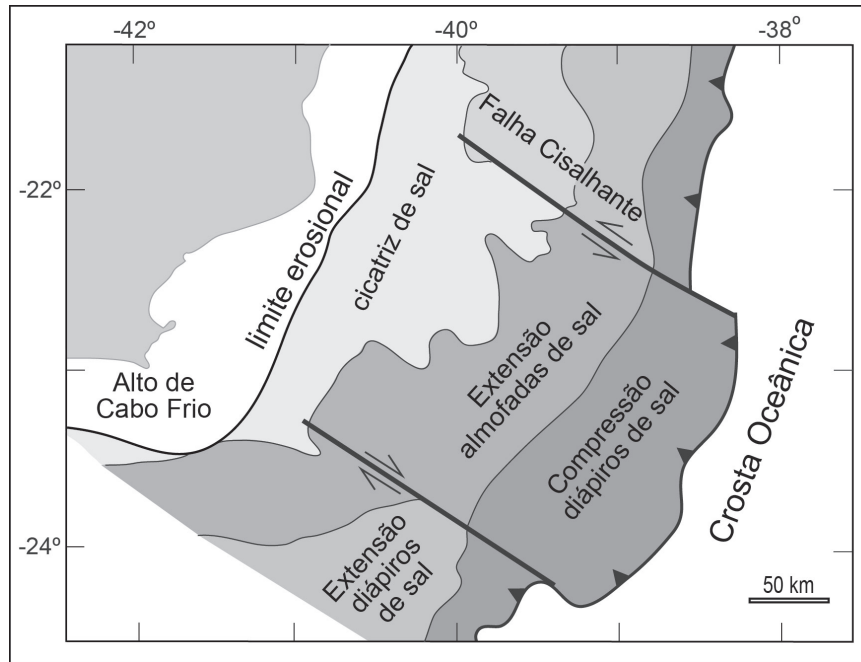 -42º
-40º
-38º
-22º
-24º
Falha Cisalhante
limite erosional
cicatriz de sal
Alto de
Cabo Frio
Extensão
almofadas de sal
Compressão
diápiros de sal
Crosta Oceânica
Extensão
diápiros
de sal
50 km